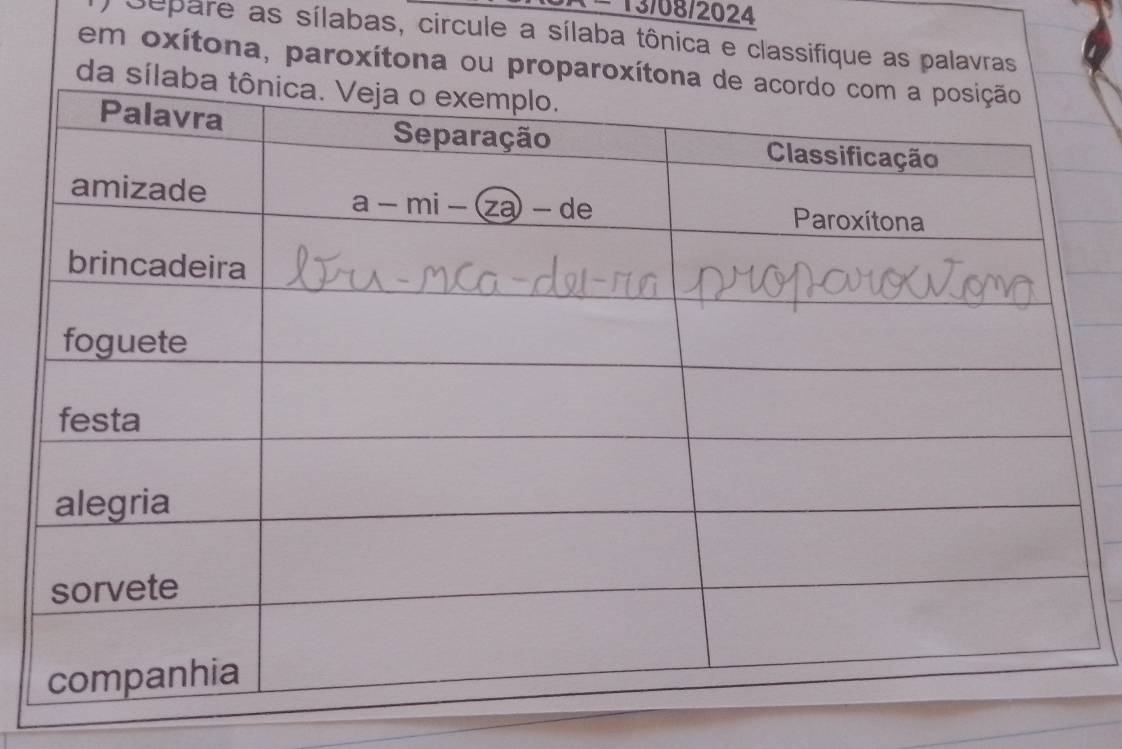 13/08/2024
Separe as sílabas, circule a sílaba tônica e classifique as palavras
em oxítona, paroxítona ou proparoxítona de acordo com a posição
da sílaba tônica. Veja o exemplo.
Palavra Separação Classificação
amizade a – mi – za – de Paroxítona
brincadeira bru-nca-dei-ra proparoxitona
foguete
festa
alegria
sorvete
companhia